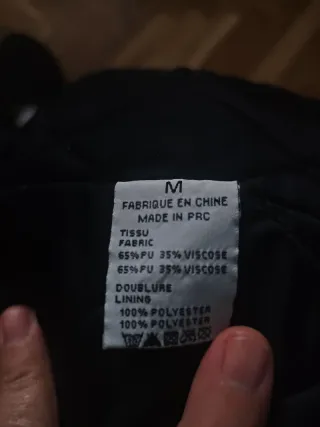 M
FABRIQUE EN CHINE
MADE IN PRC
TISSU
FABRIC
65%PU 35% VISCOSE
65%PU 35% VISCOSE
DOUBLURE
LINING
100% POLYESTER
100% POLYESTER